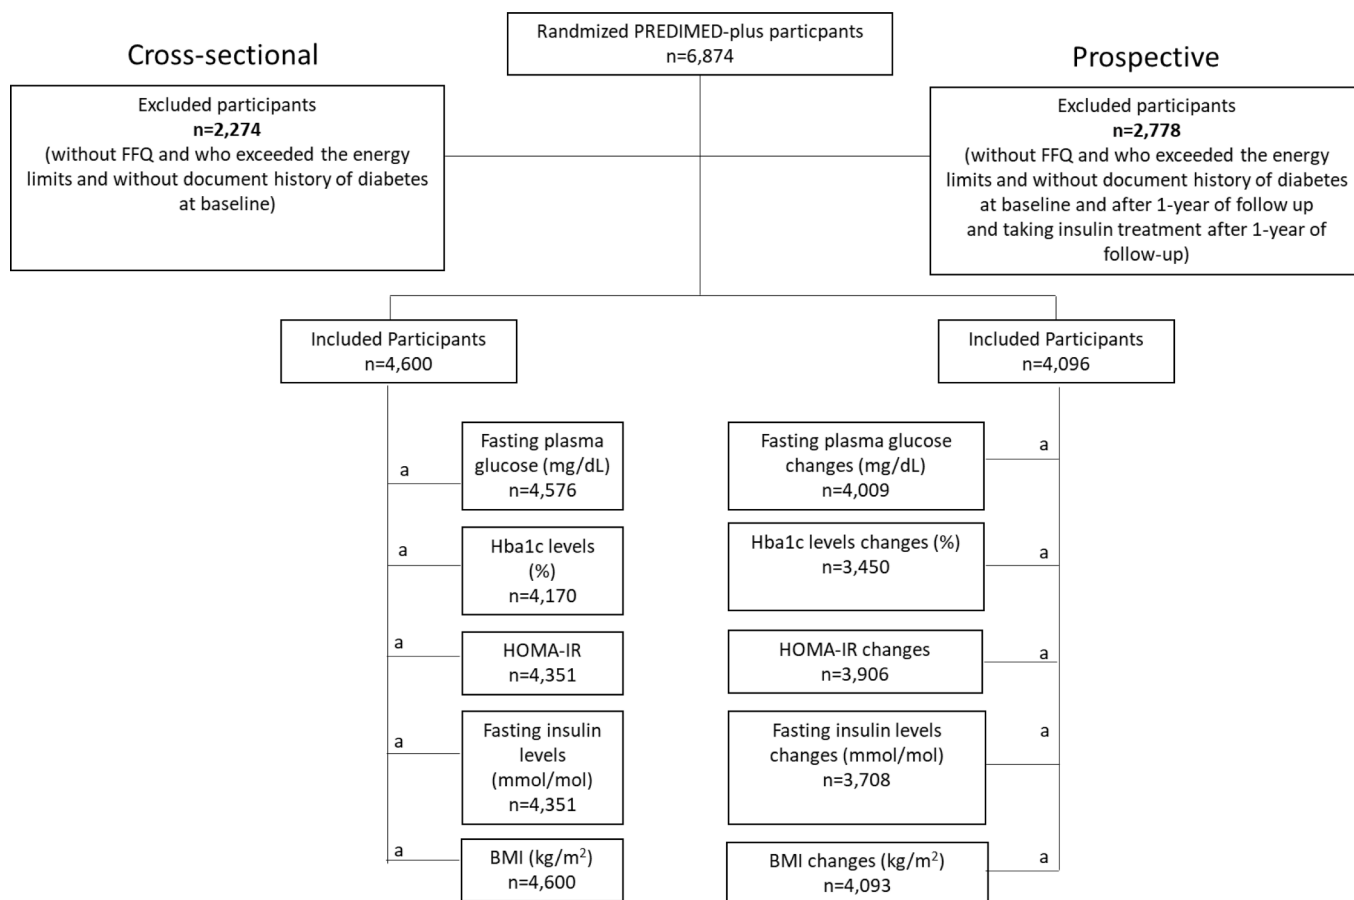 Randmized PREDIMED-plus particpants
n=6,874
Cross-sectional
Excluded participants
n=2,274
(without FFQ and who exceeded the energy
limits and without document history of diabetes
at baseline)
Prospective
Excluded participants
n=2,778
(without FFQ and who exceeded the energy
limits and without document history of diabetes
at baseline and after 1-year of follow up
and taking insulin treatment after 1-year of
follow-up)
Included Participants
n=4,600
Included Participants
n=4,096
a
Fasting plasma
glucose (mg/dL)
n=4,576
a
Hba1c levels
(%)
n=4,170
a
HOMA-IR
n=4,351
a
Fasting insulin
levels
(mmol/mol)
n=4,351
a
BMI (kg/m²)
n=4,600
Fasting plasma glucose
changes (mg/dL)
n=4,009
a
Hba1c levels changes (%)
n=3,450
a
HOMA-IR changes
n=3,906
a
Fasting insulin levels
changes (mmol/mol)
n=3,708
a
BMI changes (kg/m²)
n=4,093
a